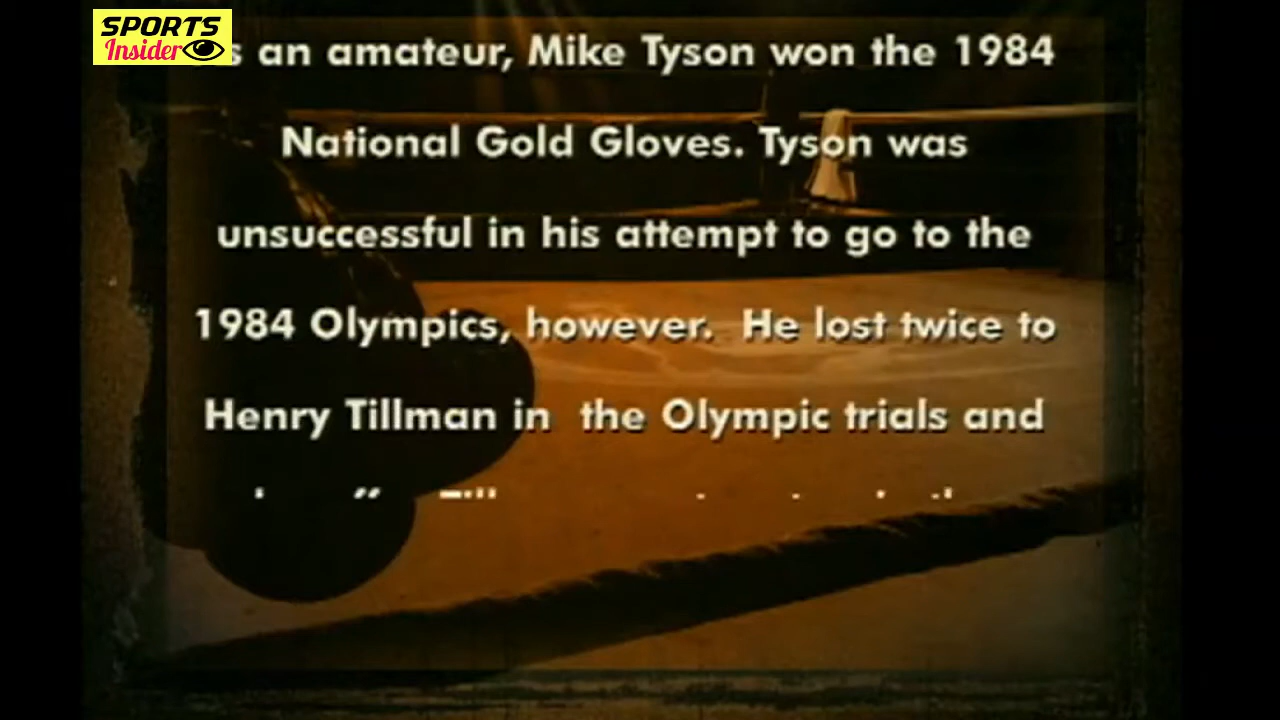 SPORTS
Insider
s an amateur, Mike Tyson won the 1984
National Gold Gloves. Tyson was
unsuccessful in his attempt to go to the
1984 Olympics, however. He lost twice to
Henry Tillman in the Olympic trials and